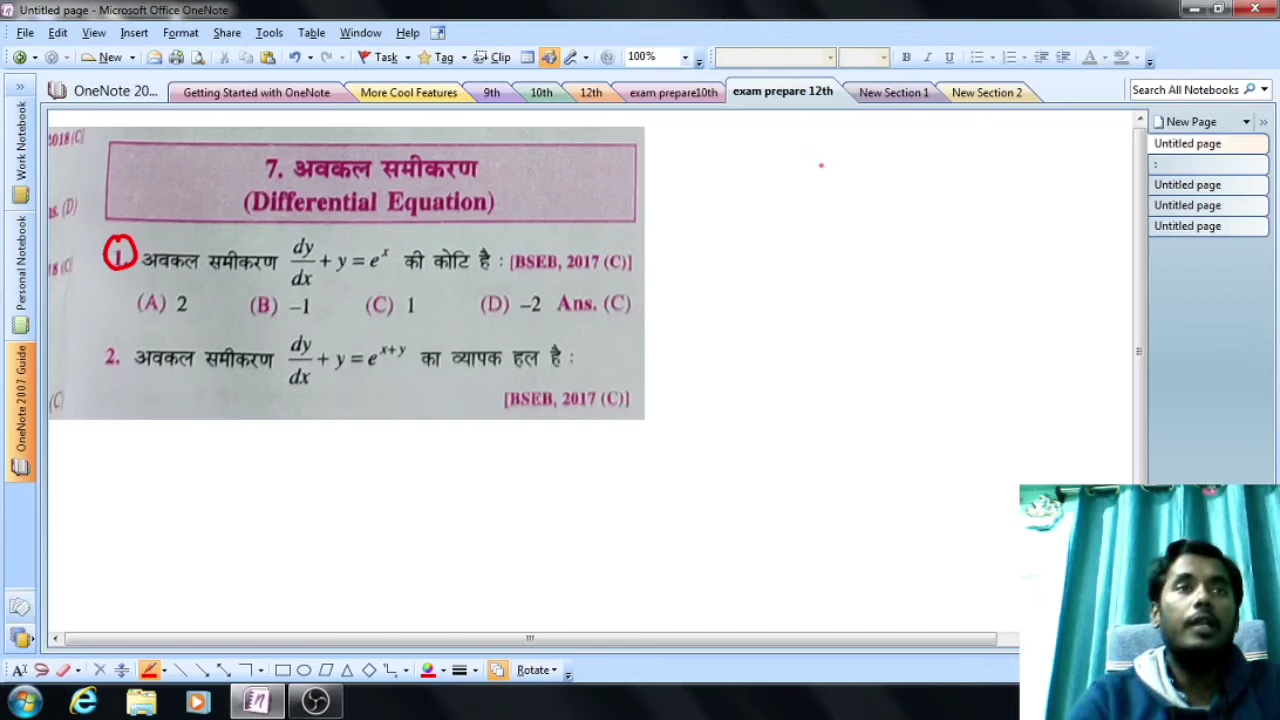 Untitled page - Microsoft Office OneNote
File Edit View Insert Format Share Tools Table Window Help
New Task Tag Clip 100% B I U A ab
OneNote 20... Getting Started with OneNote More Cool Features 9th 10th 12th exam prepare10th exam prepare 12th New Section 1 New Section 2 Search All Notebooks
New Page
Untitled page
:
Untitled page
Untitled page
Untitled page
Work Notebook
Personal Notebook
OneNote 2007 Guide
2018 (C)
7. अवकल समीकरण
(Differential Equation)
ns. (D)
1. अवकल समीकरण dy/dx + y = e^x की कोटि है : [BSEB, 2017 (C)]
18 (C)
(A) 2 (B) –1 (C) 1 (D) –2 Ans. (C)
2. अवकल समीकरण dy/dx + y = e^{x+y} का व्यापक हल है :
(C) [BSEB, 2017 (C)]
Rotate